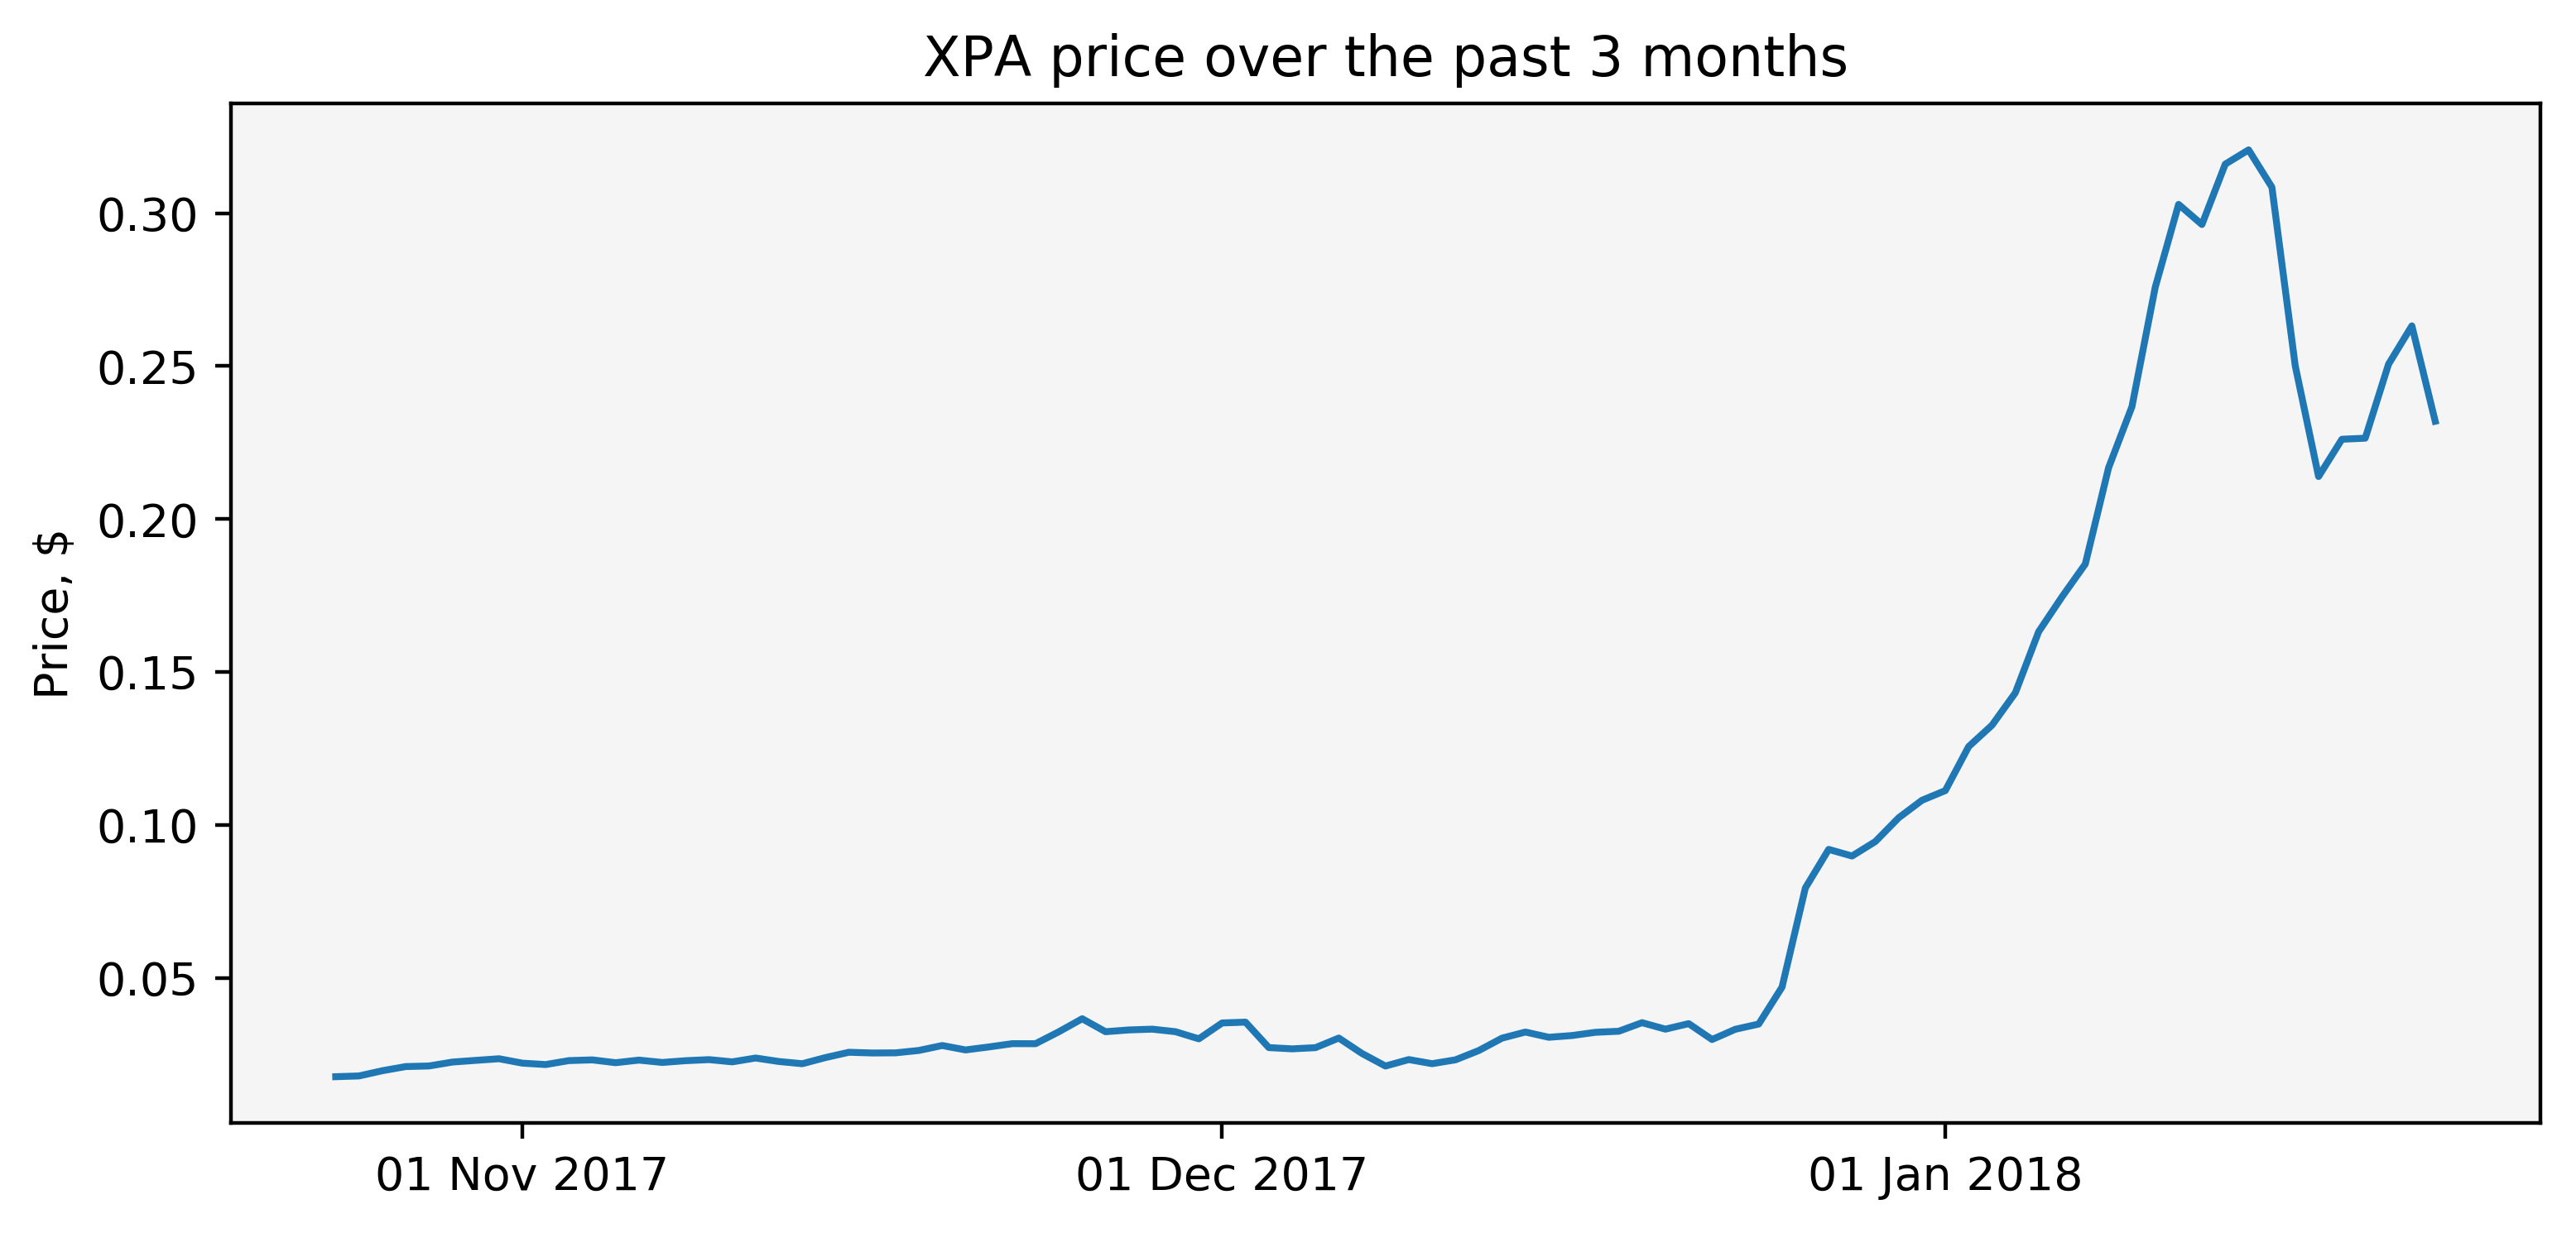 XPA price over the past 3 months
Price, $
0.30
0.25
0.20
0.15
0.10
0.05
01 Nov 2017
01 Dec 2017
01 Jan 2018